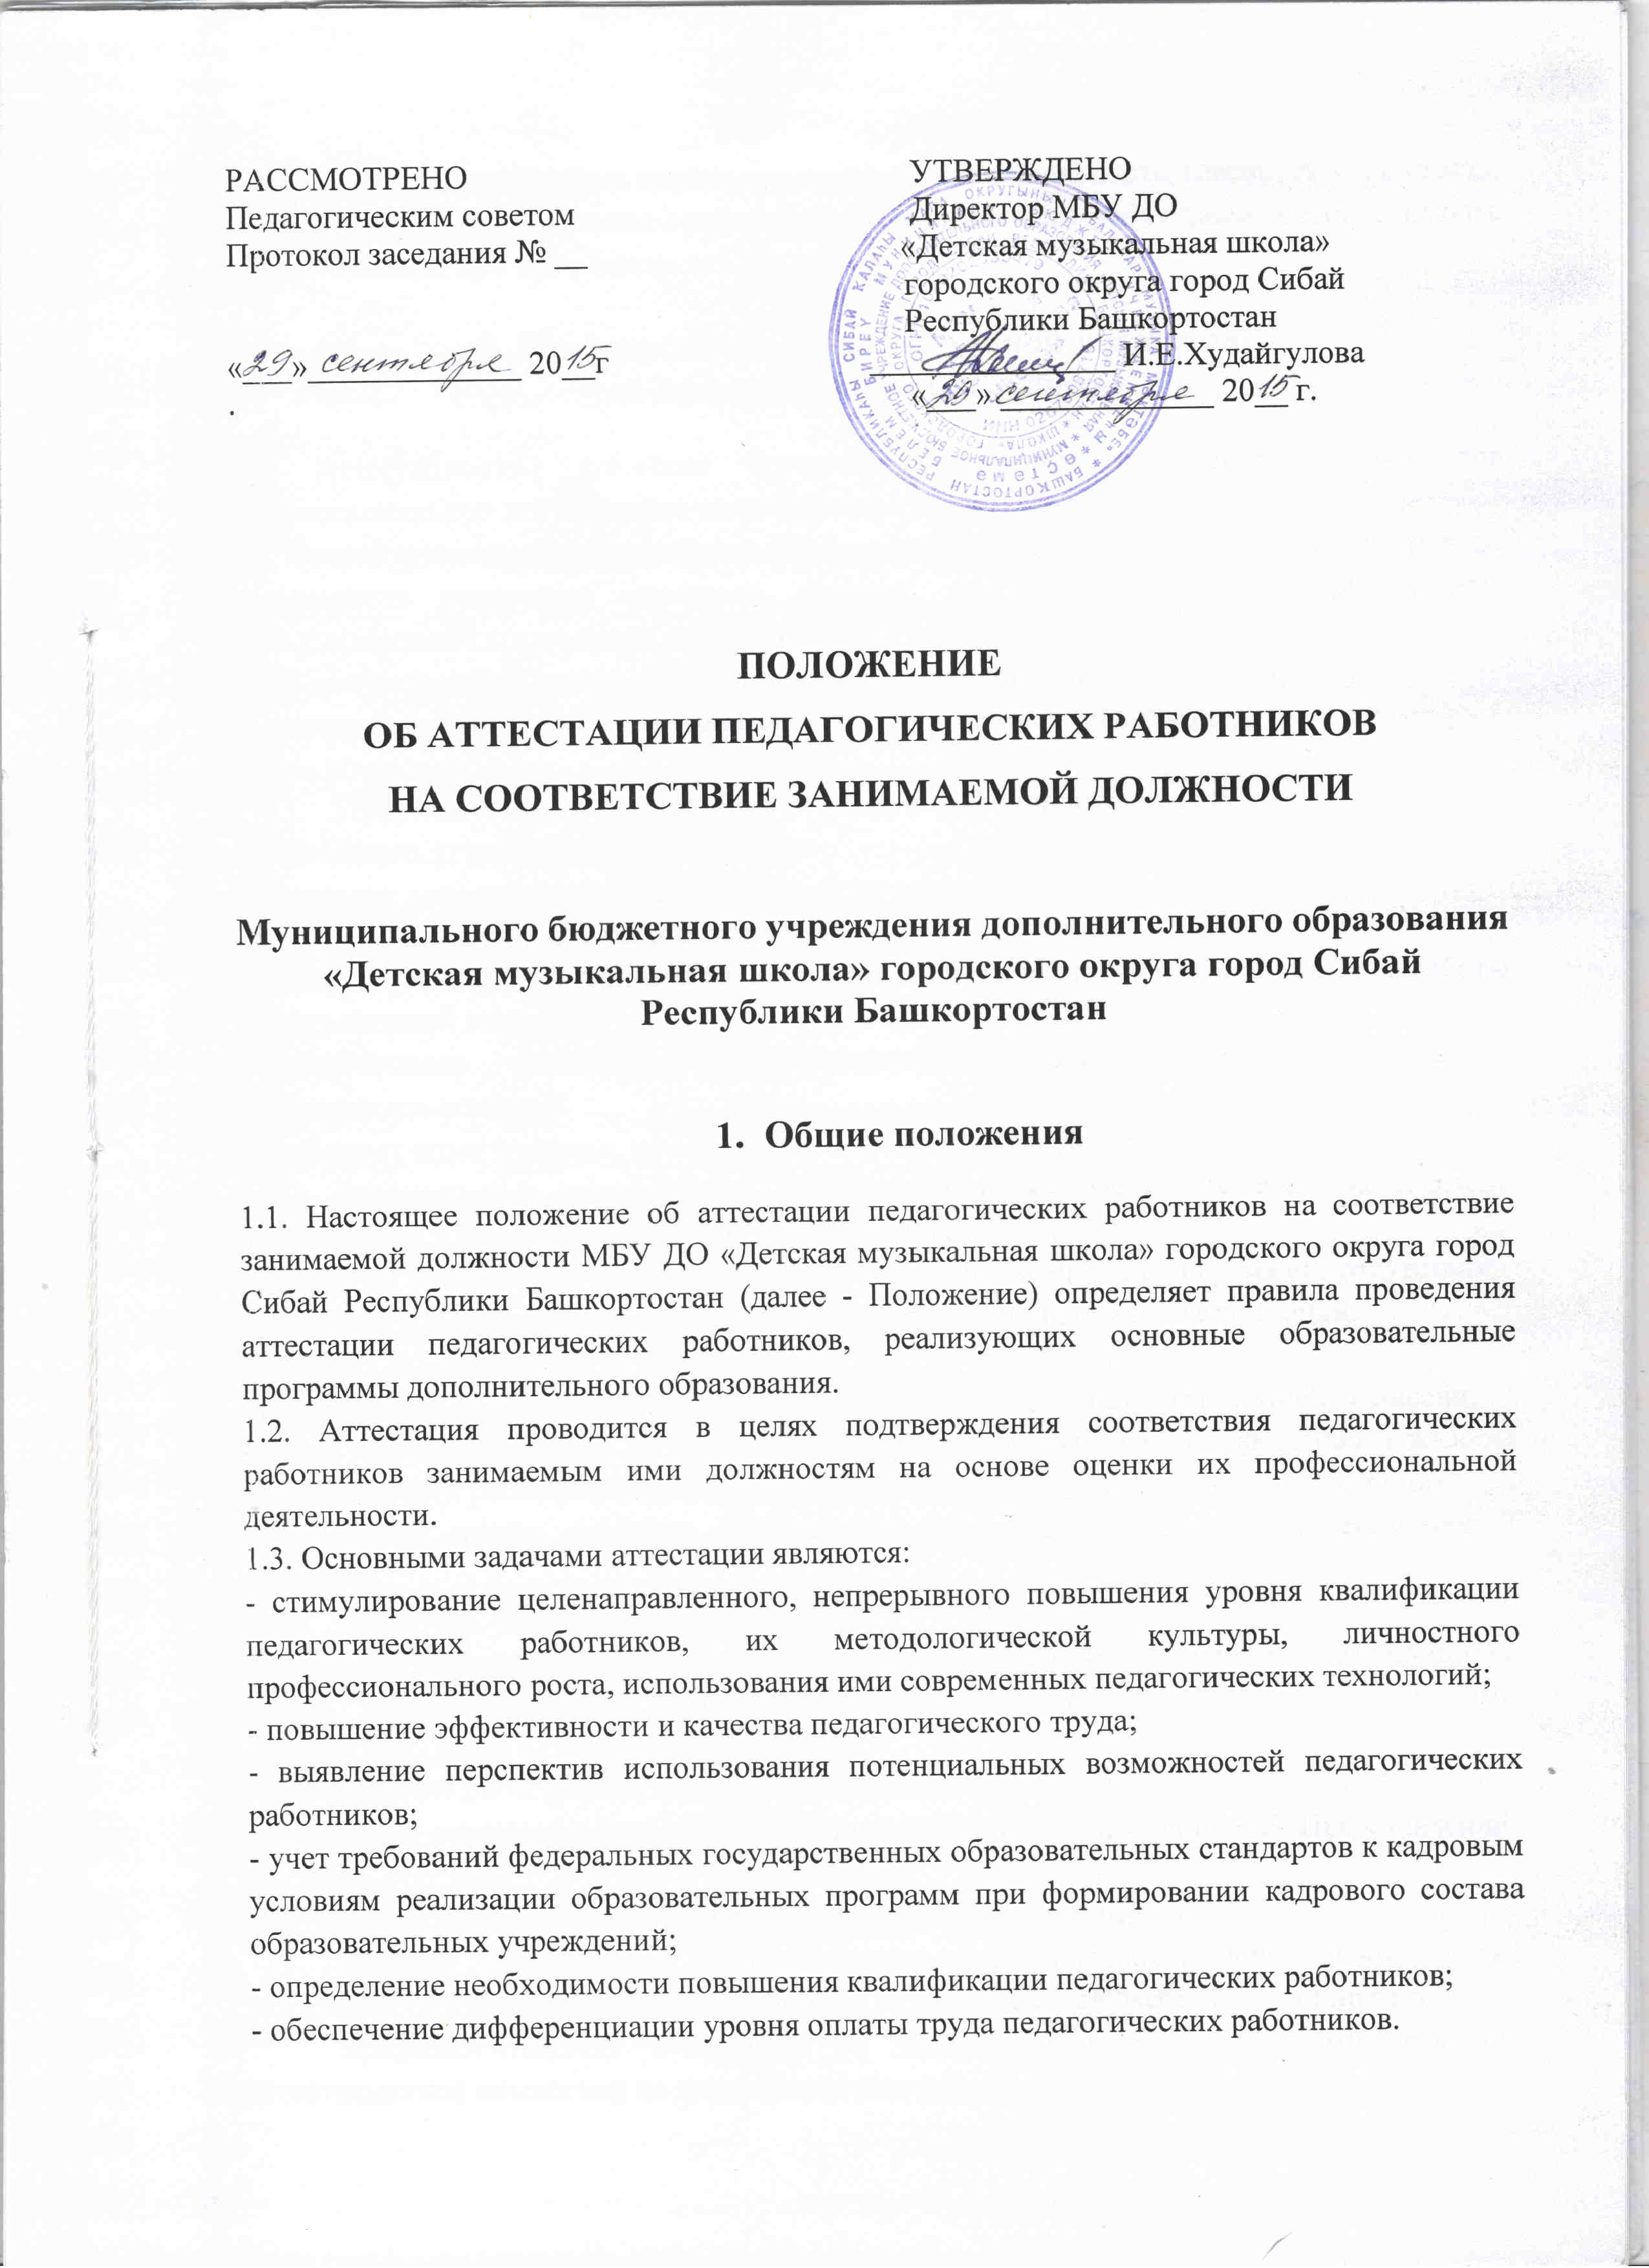 РАССМОТРЕНО
Педагогическим советом
Протокол заседания № __
«29» сентября 2015г
.
УТВЕРЖДЕНО
Директор МБУ ДО
«Детская музыкальная школа»
городского округа город Сибай
Республики Башкортостан
_______________ И.Е.Худайгулова
«29» сентября 2015 г.
ПОЛОЖЕНИЕ
ОБ АТТЕСТАЦИИ ПЕДАГОГИЧЕСКИХ РАБОТНИКОВ
НА СООТВЕТСТВИЕ ЗАНИМАЕМОЙ ДОЛЖНОСТИ
Муниципального бюджетного учреждения дополнительного образования
«Детская музыкальная школа» городского округа город Сибай
Республики Башкортостан
1. Общие положения
1.1. Настоящее положение об аттестации педагогических работников на соответствие
занимаемой должности МБУ ДО «Детская музыкальная школа» городского округа город
Сибай Республики Башкортостан (далее - Положение) определяет правила проведения
аттестации педагогических работников, реализующих основные образовательные
программы дополнительного образования.
1.2. Аттестация проводится в целях подтверждения соответствия педагогических
работников занимаемым ими должностям на основе оценки их профессиональной
деятельности.
1.3. Основными задачами аттестации являются:
- стимулирование целенаправленного, непрерывного повышения уровня квалификации
педагогических работников, их методологической культуры, личностного
профессионального роста, использования ими современных педагогических технологий;
- повышение эффективности и качества педагогического труда;
- выявление перспектив использования потенциальных возможностей педагогических
работников;
- учет требований федеральных государственных образовательных стандартов к кадровым
условиям реализации образовательных программ при формировании кадрового состава
образовательных учреждений;
- определение необходимости повышения квалификации педагогических работников;
- обеспечение дифференциации уровня оплаты труда педагогических работников.